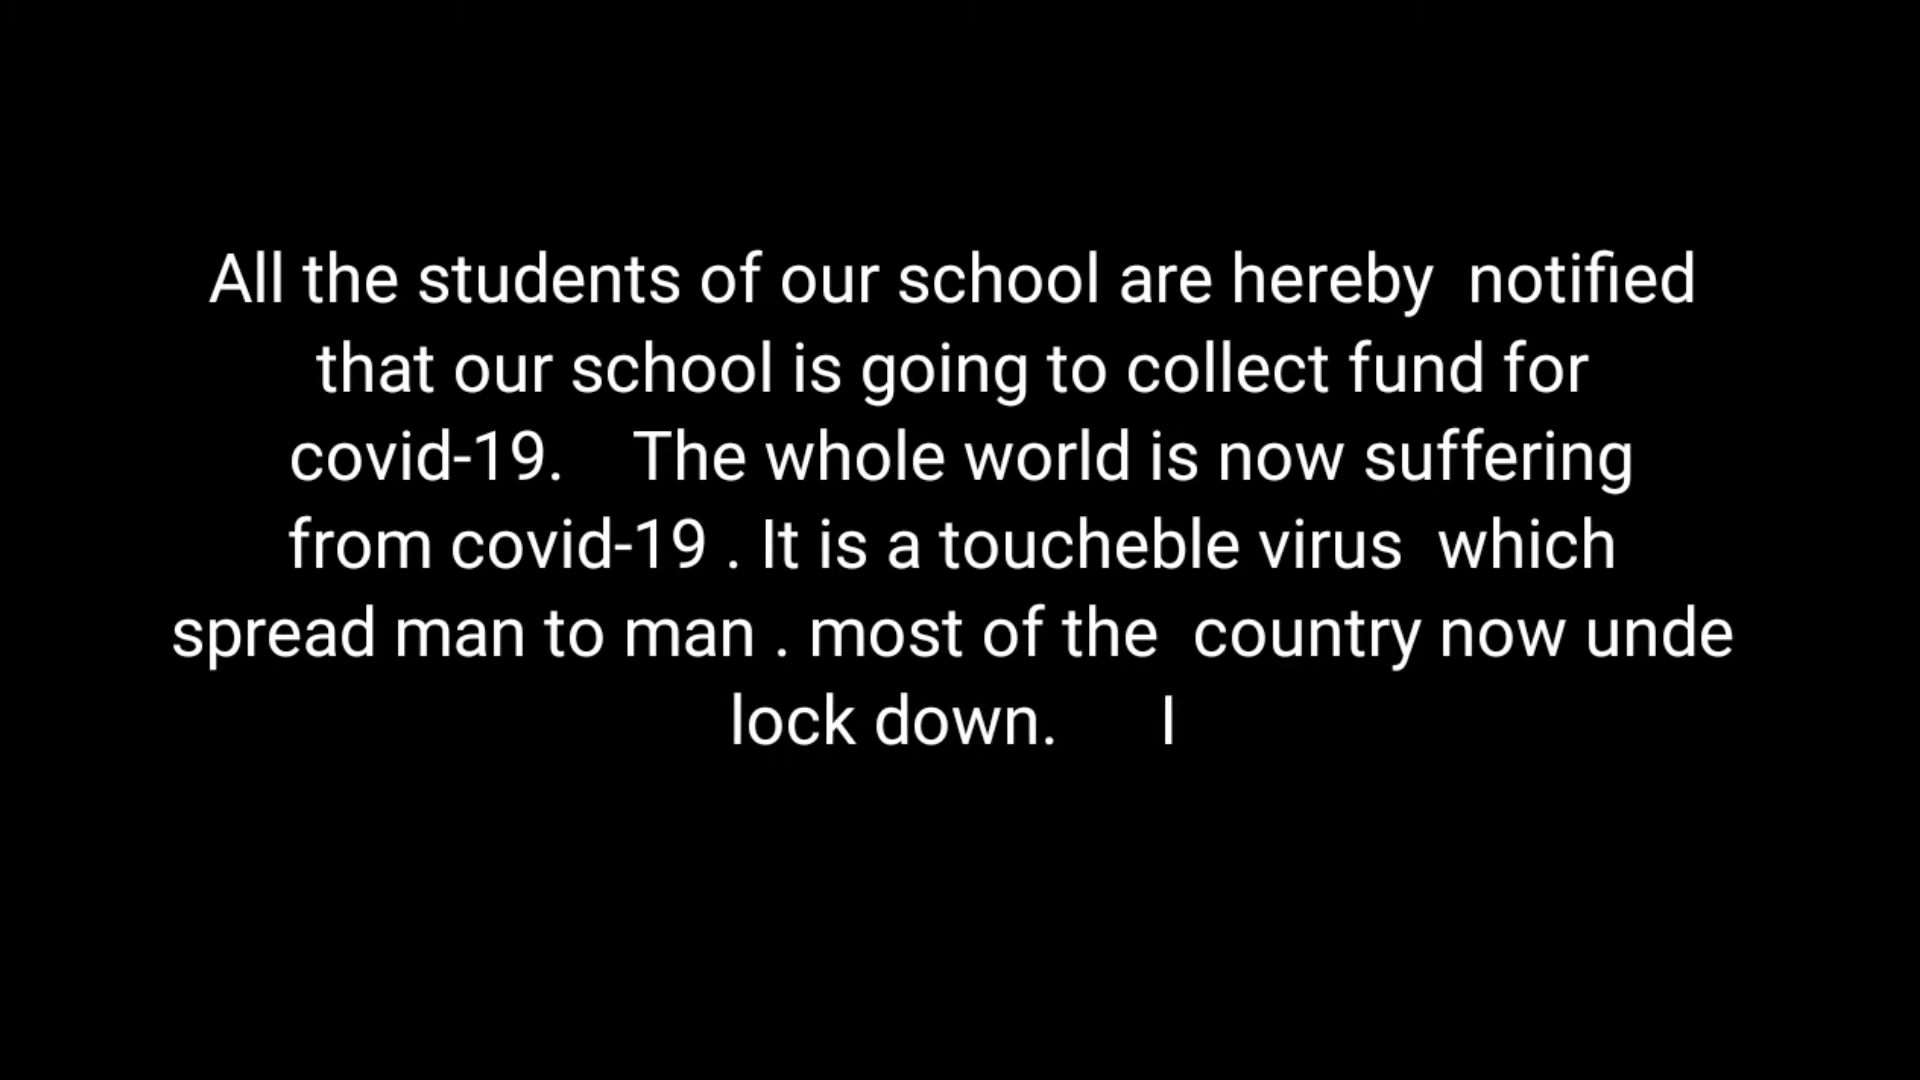 All the students of our school are hereby  notified
that our school is going to collect fund for
covid-19.    The whole world is now suffering
from covid-19 . It is a toucheble virus  which
spread man to man . most of the  country now unde
lock down.      I